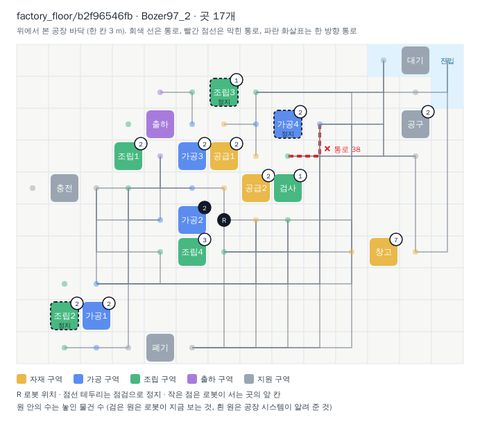 factory_floor/b2f96546fb · Bozer97_2 · 곳 17개
위에서 본 공장 바닥 (한 칸 3 m). 회색 선은 통로, 빨간 점선은 막힌 통로, 파란 화살표는 한 방향 통로
대기
진입
1
조립3
정지
출하
2
가공4
정지
2
공구
통로 38
2
조립1
2
가공3
2
공급1
충전
2
공급2
1
검사
2
가공2
R
3
조립4
7
창고
2
조립2
정지
2
가공1
폐기
자재 구역
가공 구역
조립 구역
출하 구역
지원 구역
R 로봇 위치 · 점선 테두리는 점검으로 정지 · 작은 점은 로봇이 서는 곳의 앞 칸
원 안의 수는 놓인 물건 수 (검은 원은 로봇이 지금 보는 것, 흰 원은 공장 시스템이 알려 준 것)